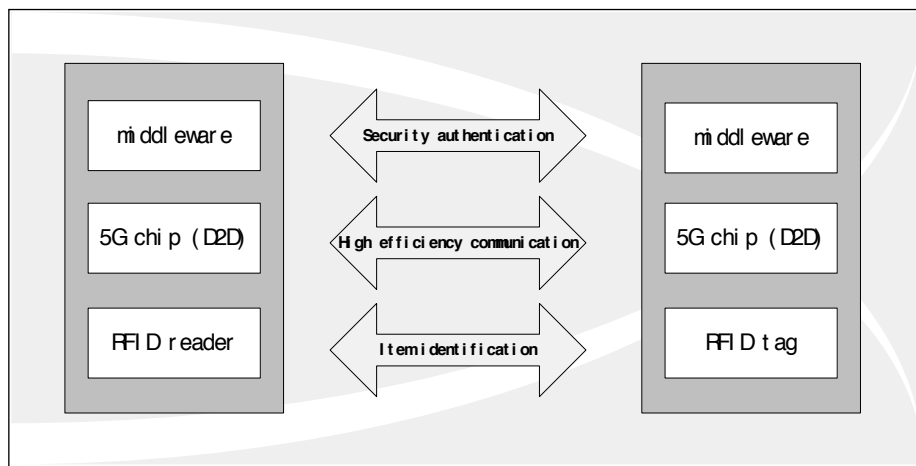 middleware
Security authentication
middleware
5G chip (D2D)
High efficiency communication
5G chip (D2D)
RFID reader
Item identification
RFID tag